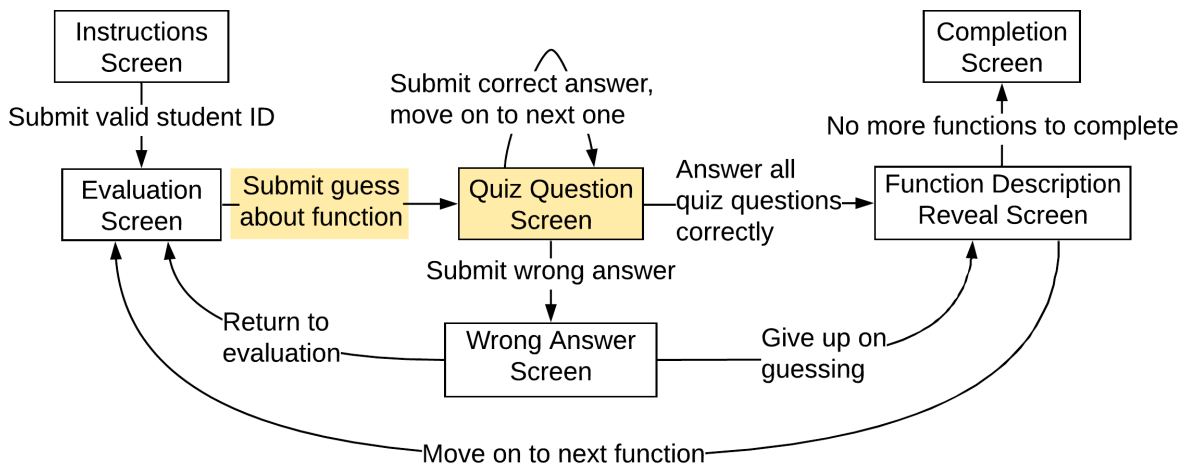 Instructions
Screen
Completion
Screen
Submit valid student ID
Submit correct answer,
move on to next one
No more functions to complete
Evaluation
Screen
Submit guess
about function
Quiz Question
Screen
Answer all
quiz questions
correctly
Function Description
Reveal Screen
Submit wrong answer
Return to
evaluation
Wrong Answer
Screen
Give up on
guessing
Move on to next function